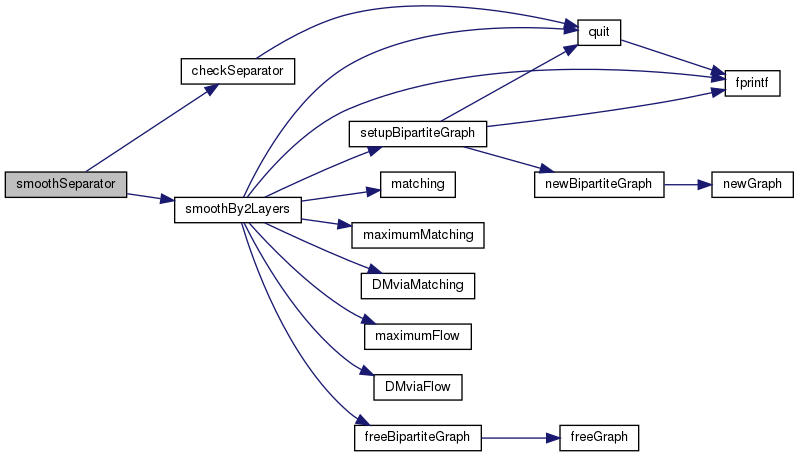 smoothSeparator
checkSeparator
smoothBy2Layers
quit
fprintf
setupBipartiteGraph
matching
newBipartiteGraph
newGraph
maximumMatching
DMviaMatching
maximumFlow
DMviaFlow
freeBipartiteGraph
freeGraph